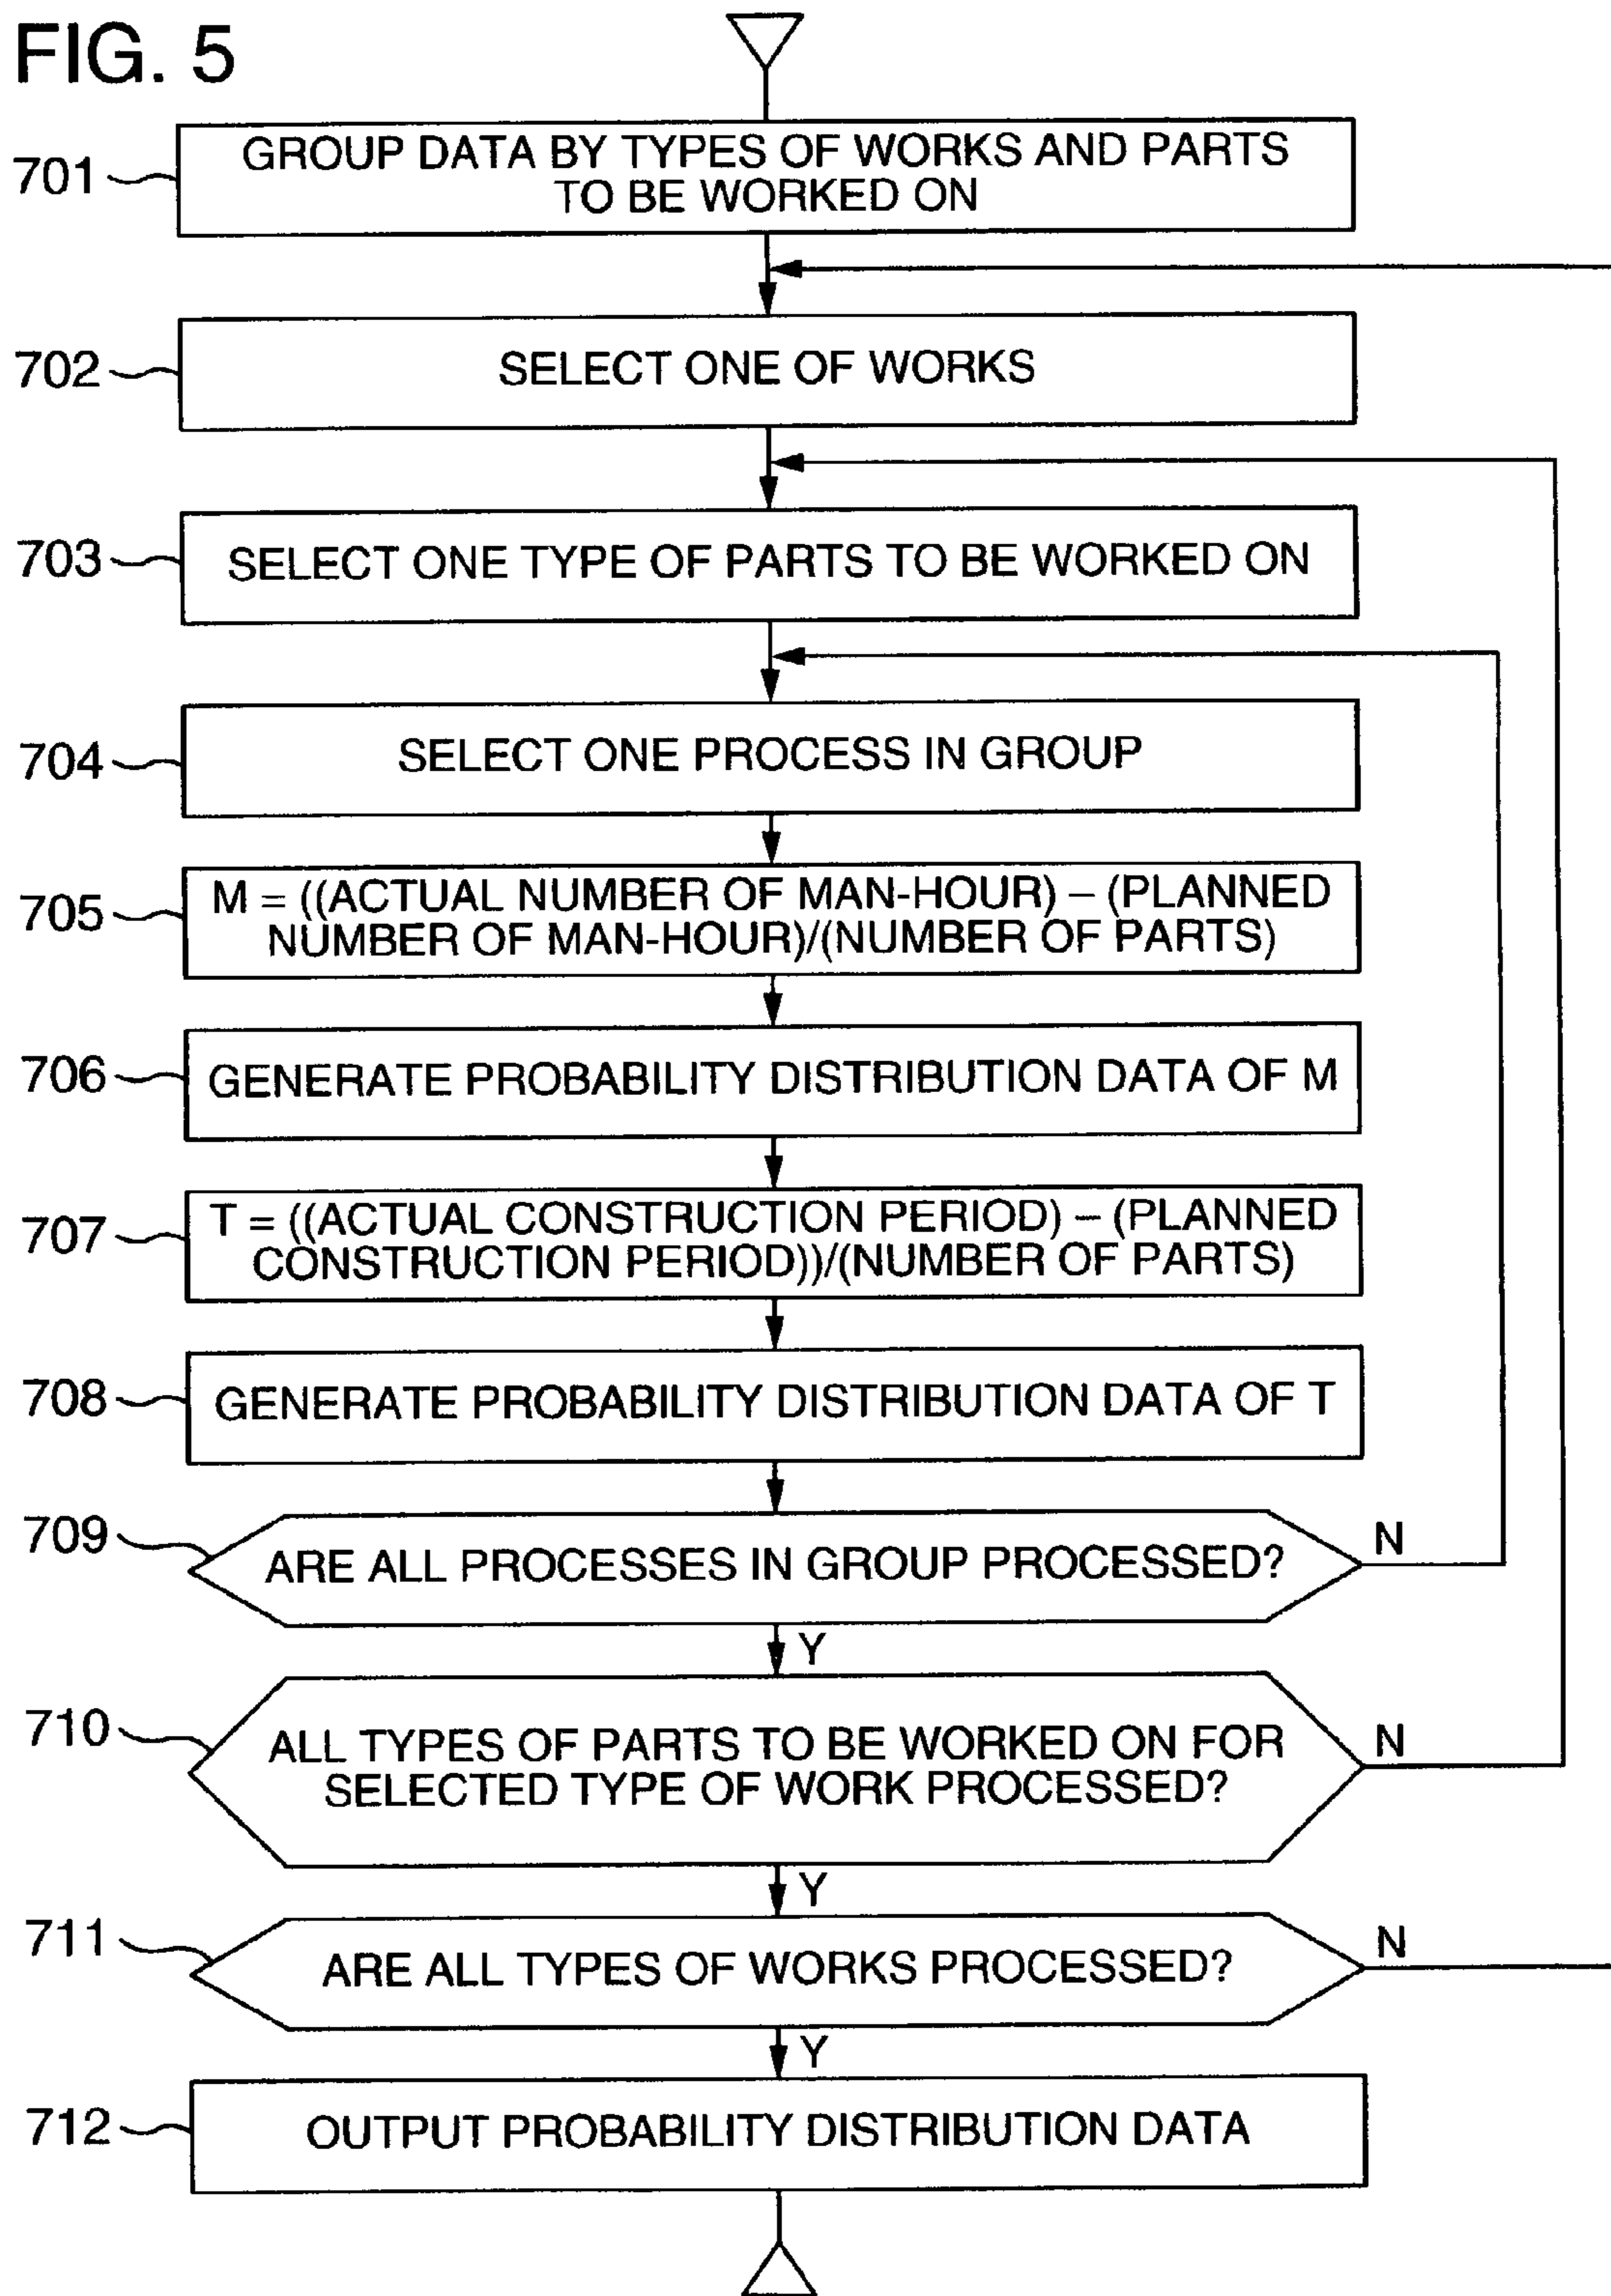 FIG. 5
701
GROUP DATA BY TYPES OF WORKS AND PARTS
TO BE WORKED ON
702
SELECT ONE OF WORKS
703
SELECT ONE TYPE OF PARTS TO BE WORKED ON
704
SELECT ONE PROCESS IN GROUP
705
M = ((ACTUAL NUMBER OF MAN-HOUR) – (PLANNED
NUMBER OF MAN-HOUR)/(NUMBER OF PARTS)
706
GENERATE PROBABILITY DISTRIBUTION DATA OF M
707
T = ((ACTUAL CONSTRUCTION PERIOD) – (PLANNED
CONSTRUCTION PERIOD))/(NUMBER OF PARTS)
708
GENERATE PROBABILITY DISTRIBUTION DATA OF T
709
ARE ALL PROCESSES IN GROUP PROCESSED?
N
Y
710
ALL TYPES OF PARTS TO BE WORKED ON FOR
SELECTED TYPE OF WORK PROCESSED?
N
Y
711
ARE ALL TYPES OF WORKS PROCESSED?
N
Y
712
OUTPUT PROBABILITY DISTRIBUTION DATA